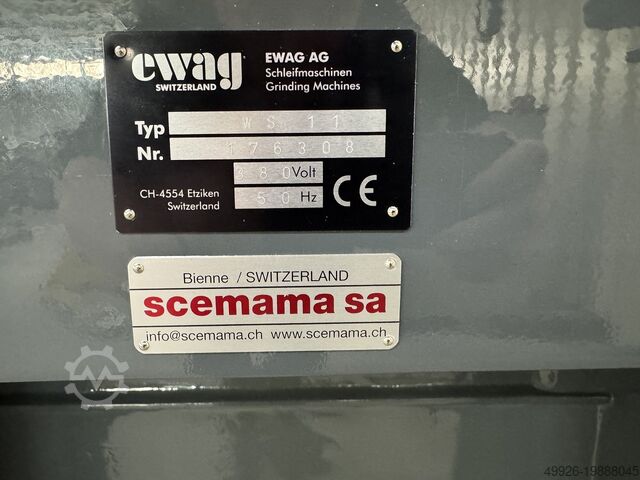 ewag
SWITZERLAND
EWAG AG
Schleifmaschinen
Grinding Machines
Typ WS 11
Nr. 176308
380 Volt
50 Hz
CH-4554 Etziken
Switzerland
CE
Bienne / SWITZERLAND
scemama sa
info@scemama.ch www.scemama.ch
49926-19888045